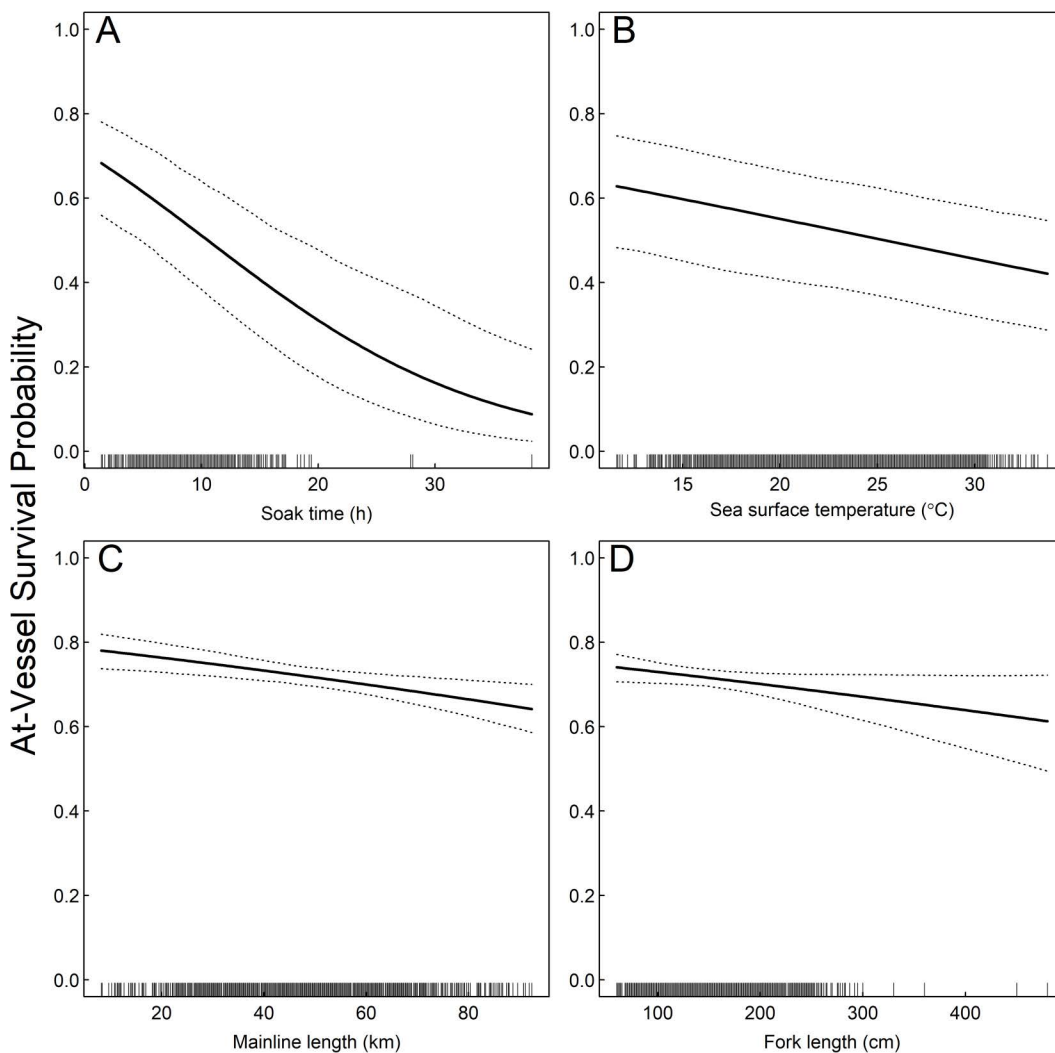 At-Vessel Survival Probability
A
1.0
0.8
0.6
0.4
0.2
0.0
0 10 20 30
Soak time (h)
B
1.0
0.8
0.6
0.4
0.2
0.0
15 20 25 30
Sea surface temperature (°C)
C
1.0
0.8
0.6
0.4
0.2
0.0
20 40 60 80
Mainline length (km)
D
1.0
0.8
0.6
0.4
0.2
0.0
100 200 300 400
Fork length (cm)